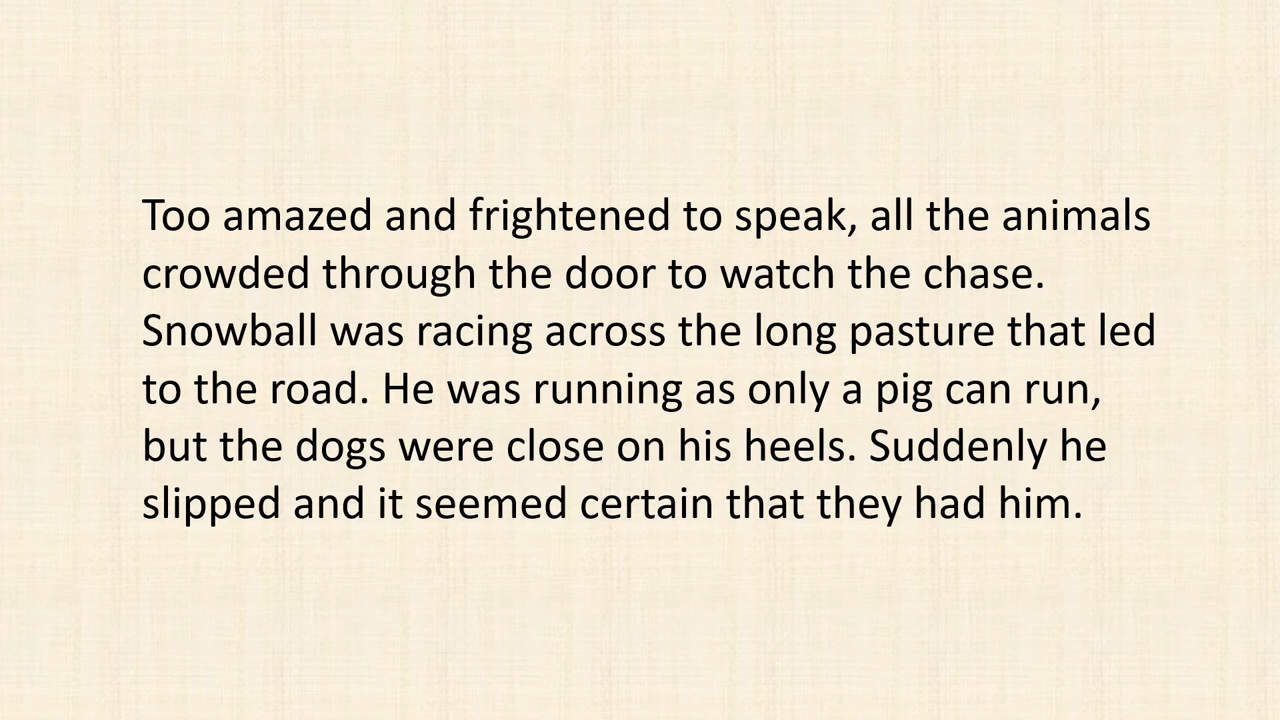 Too amazed and frightened to speak, all the animals
crowded through the door to watch the chase.
Snowball was racing across the long pasture that led
to the road. He was running as only a pig can run,
but the dogs were close on his heels. Suddenly he
slipped and it seemed certain that they had him.